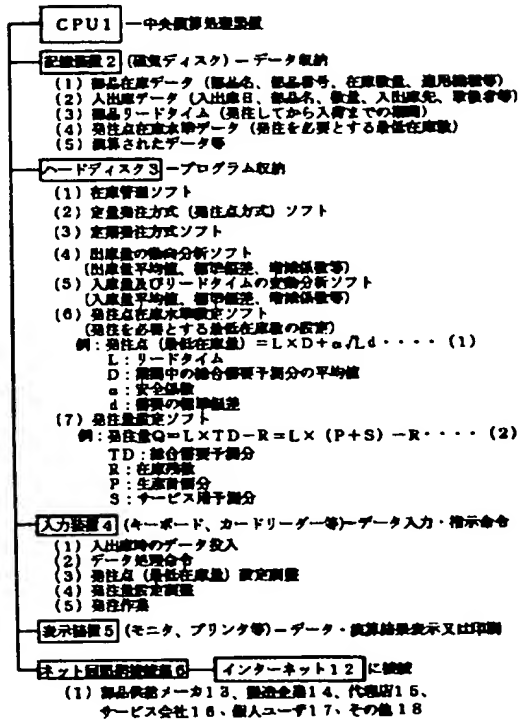 CPU1 ー中央演算処理装置
記憶装置2 (磁気ディスク)ーデータ収納
(1) 部品在庫データ(部品名、部品番号、在庫数量、適用機種等)
(2) 入出庫データ(入出庫日、部品名、数量、入出庫先、取扱者等)
(3) 部品リードタイム(発注してから入荷までの期間)
(4) 発注点在庫水準データ(発注を必要とする最低在庫数)
(5) 演算されたデータ等
ハードディスク3 ープログラム収納
(1) 在庫管理ソフト
(2) 定量発注方式(発注点方式)ソフト
(3) 定期発注方式ソフト
(4) 出庫量の動向分析ソフト
(出庫量平均値、標準偏差、増減係数等)
(5) 入庫量及びリードタイムの変動分析ソフト
(入庫量平均値、標準偏差、増減係数等)
(6) 発注点在庫水準設定ソフト
(発注を必要とする最低在庫数の設定)
例:発注点(最低在庫量)=L×D+α√Ld・・・・(1)
L:リードタイム
D:期間中の総合需要予測分の平均値
α:安全係数
d:需要の標準偏差
(7) 発注量設定ソフト
例:発注量Q=L×TD-R=L×(P+S)-R・・・・(2)
TD:総合需要予測分
R:在庫残数
P:生産計画分
S:サービス用予測分
入力装置4 (キーボード、カードリーダー等)ーデータ入力・指示命令
(1) 入出庫時のデータ投入
(2) データ処理命令
(3) 発注点(最低在庫量)設定調整
(4) 発注量設定調整
(5) 発注作業
表示装置5 (モニタ、プリンタ等)ーデータ・演算結果表示又は印刷
ネット回線接続器6 インターネット12 に接続
(1) 部品供給メーカ13、製造企業14、代理店15、
サービス会社16、個人ユーザ17、その他18